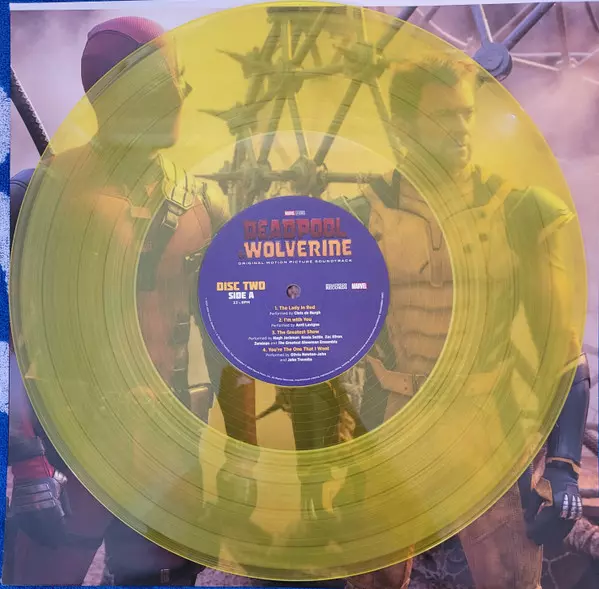 MARVEL STUDIOS
DEADPOOL
WOLVERINE
ORIGINAL MOTION PICTURE SOUNDTRACK
DISC TWO
SIDE A
33⅓ RPM
RECORDS
MARVEL
1. The Lady in Red
Performed by Chris de Burgh
2. I'm with You
Performed by Avril Lavigne
3. The Greatest Show
Performed by Hugh Jackman, Keala Settle, Zac Efron,
Zendaya and The Greatest Showman Ensemble
4. You're The One That I Want
Performed by Olivia Newton-John
and John Travolta